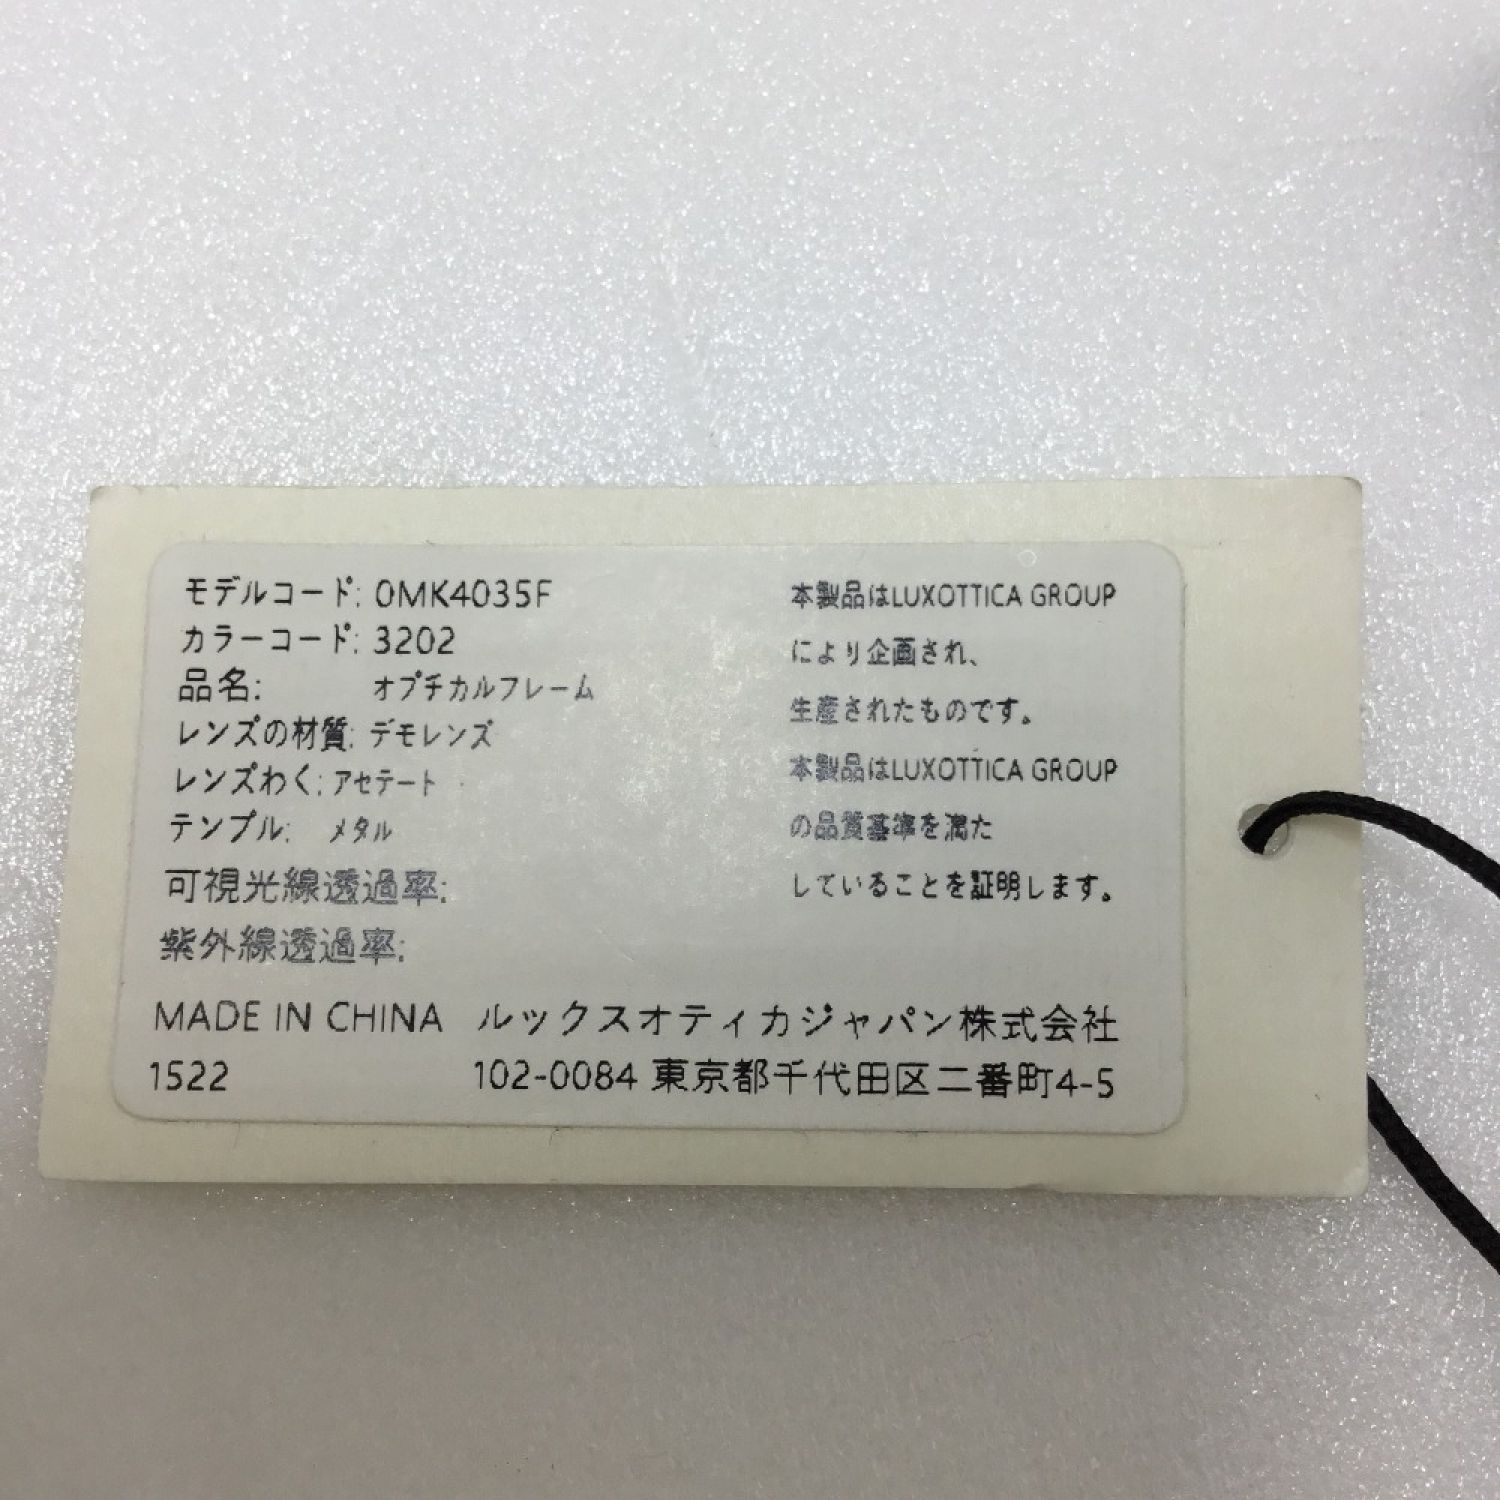 モデルコード: 0MK4035F
カラーコード: 3202
品名: オプチカルフレーム
レンズの材質: デモレンズ
レンズわく: アセテート
テンプル: メタル
可視光線透過率:
紫外線透過率:
本製品はLUXOTTICA GROUP
により企画され、
生産されたものです。
本製品はLUXOTTICA GROUP
の品質基準を満た
していることを証明します。
MADE IN CHINA ルックスオティカジャパン株式会社
1522 102-0084 東京都千代田区二番町4-5